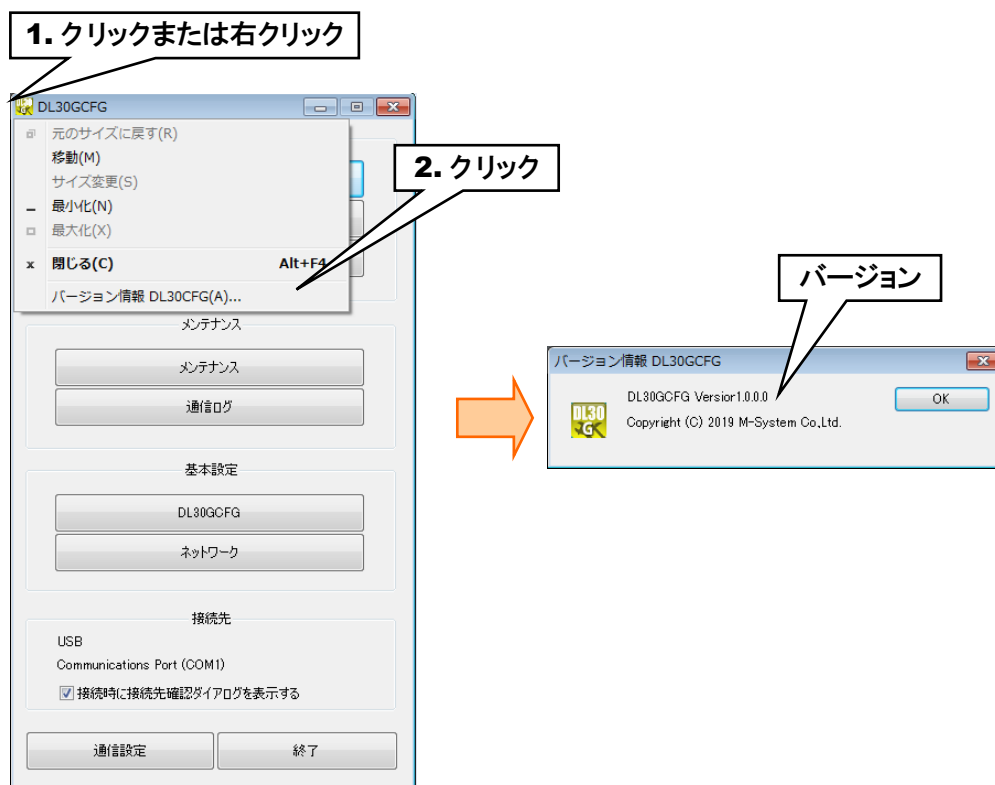 1. クリックまたは右クリック
DL30GCFG
元のサイズに戻す(R)
移動(M)
サイズ変更(S)
最小化(N)
最大化(X)
x 閉じる(C) Alt+F4
バージョン情報 DL30CFG(A)...
2. クリック
メンテナンス
メンテナンス
通信ログ
基本設定
DL30GCFG
ネットワーク
接続先
USB
Communications Port (COM1)
接続時に接続先確認ダイアログを表示する
通信設定
終了
バージョン
バージョン情報 DL30GCFG
DL30GCFG Version1.0.0.0
Copyright (C) 2019 M-System Co.,Ltd.
OK
DL30
GK